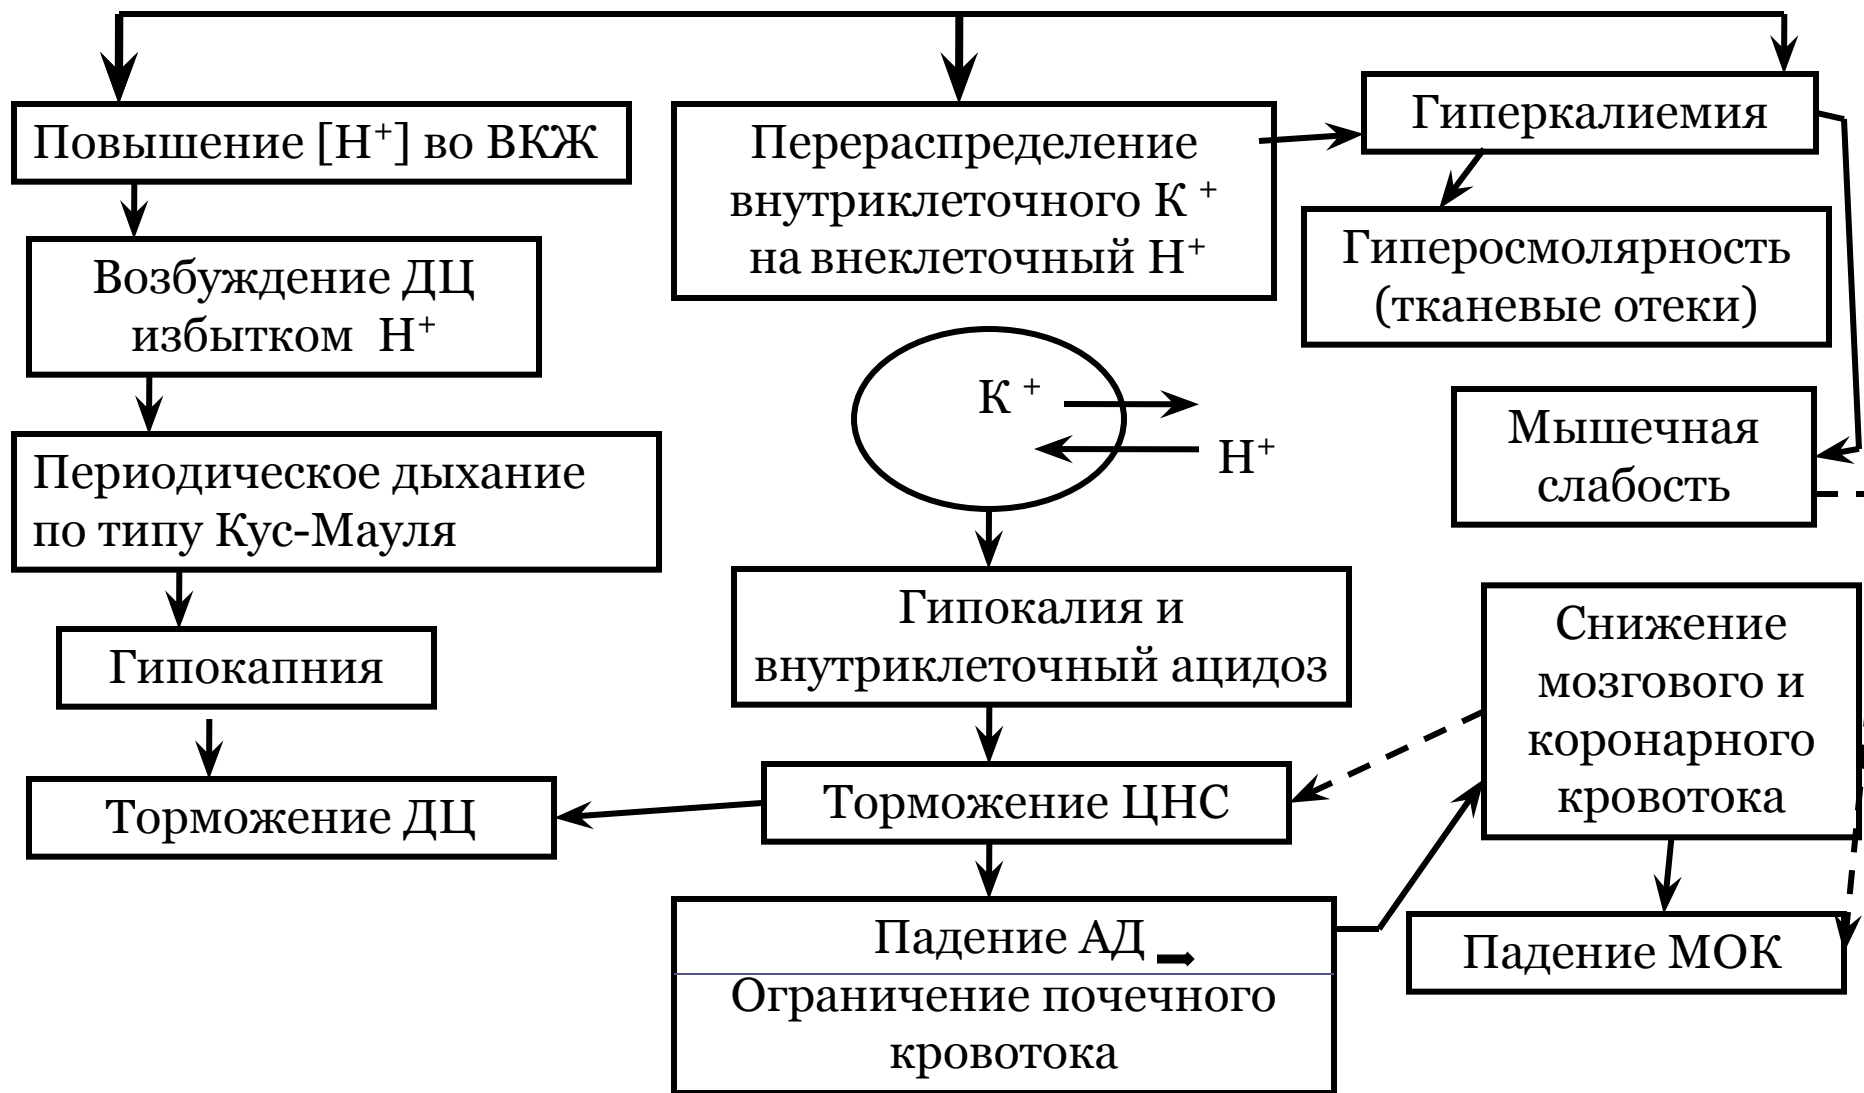 Повышение [Н⁺] во ВКЖ
Возбуждение ДЦ
избытком Н⁺
Периодическое дыхание
по типу Кус-Мауля
Гипокапния
Торможение ДЦ
Перераспределение
внутриклеточного К ⁺
на внеклеточный Н⁺
К ⁺
Н⁺
Гипокалия и
внутриклеточный ацидоз
Торможение ЦНС
Падение АД
Ограничение почечного
кровотока
Гиперкалиемия
Гиперосмолярность
(тканевые отеки)
Мышечная
слабость
Снижение
мозгового и
коронарного
кровотока
Падение МОК